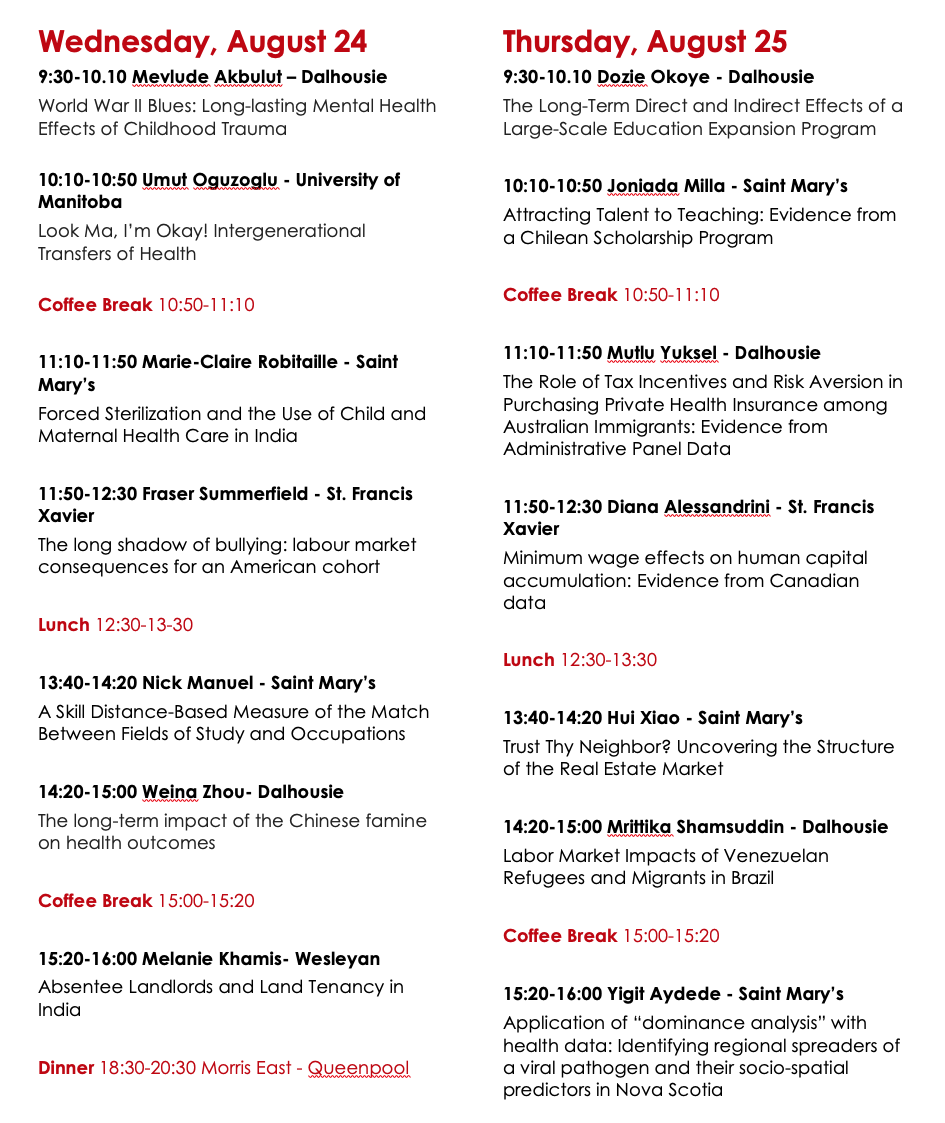 Wednesday, August 24
9:30-10.10 Mevlude Akbulut – Dalhousie
World War II Blues: Long-lasting Mental Health
Effects of Childhood Trauma
10:10-10:50 Umut Oguzoglu - University of
Manitoba
Look Ma, I'm Okay! Intergenerational
Transfers of Health
Coffee Break 10:50-11:10
11:10-11:50 Marie-Claire Robitaille - Saint
Mary's
Forced Sterilization and the Use of Child and
Maternal Health Care in India
11:50-12:30 Fraser Summerfield - St. Francis
Xavier
The long shadow of bullying: labour market
consequences for an American cohort
Lunch 12:30-13-30
13:40-14:20 Nick Manuel - Saint Mary's
A Skill Distance-Based Measure of the Match
Between Fields of Study and Occupations
14:20-15:00 Weina Zhou- Dalhousie
The long-term impact of the Chinese famine
on health outcomes
Coffee Break 15:00-15:20
15:20-16:00 Melanie Khamis- Wesleyan
Absentee Landlords and Land Tenancy in
India
Dinner 18:30-20:30 Morris East - Queenpool
Thursday, August 25
9:30-10.10 Dozie Okoye - Dalhousie
The Long-Term Direct and Indirect Effects of a
Large-Scale Education Expansion Program
10:10-10:50 Joniada Milla - Saint Mary's
Attracting Talent to Teaching: Evidence from
a Chilean Scholarship Program
Coffee Break 10:50-11:10
11:10-11:50 Mutlu Yuksel - Dalhousie
The Role of Tax Incentives and Risk Aversion in
Purchasing Private Health Insurance among
Australian Immigrants: Evidence from
Administrative Panel Data
11:50-12:30 Diana Alessandrini - St. Francis
Xavier
Minimum wage effects on human capital
accumulation: Evidence from Canadian
data
Lunch 12:30-13:30
13:40-14:20 Hui Xiao - Saint Mary's
Trust Thy Neighbor? Uncovering the Structure
of the Real Estate Market
14:20-15:00 Mrittika Shamsuddin - Dalhousie
Labor Market Impacts of Venezuelan
Refugees and Migrants in Brazil
Coffee Break 15:00-15:20
15:20-16:00 Yigit Aydede - Saint Mary's
Application of “dominance analysis” with
health data: Identifying regional spreaders of
a viral pathogen and their socio-spatial
predictors in Nova Scotia